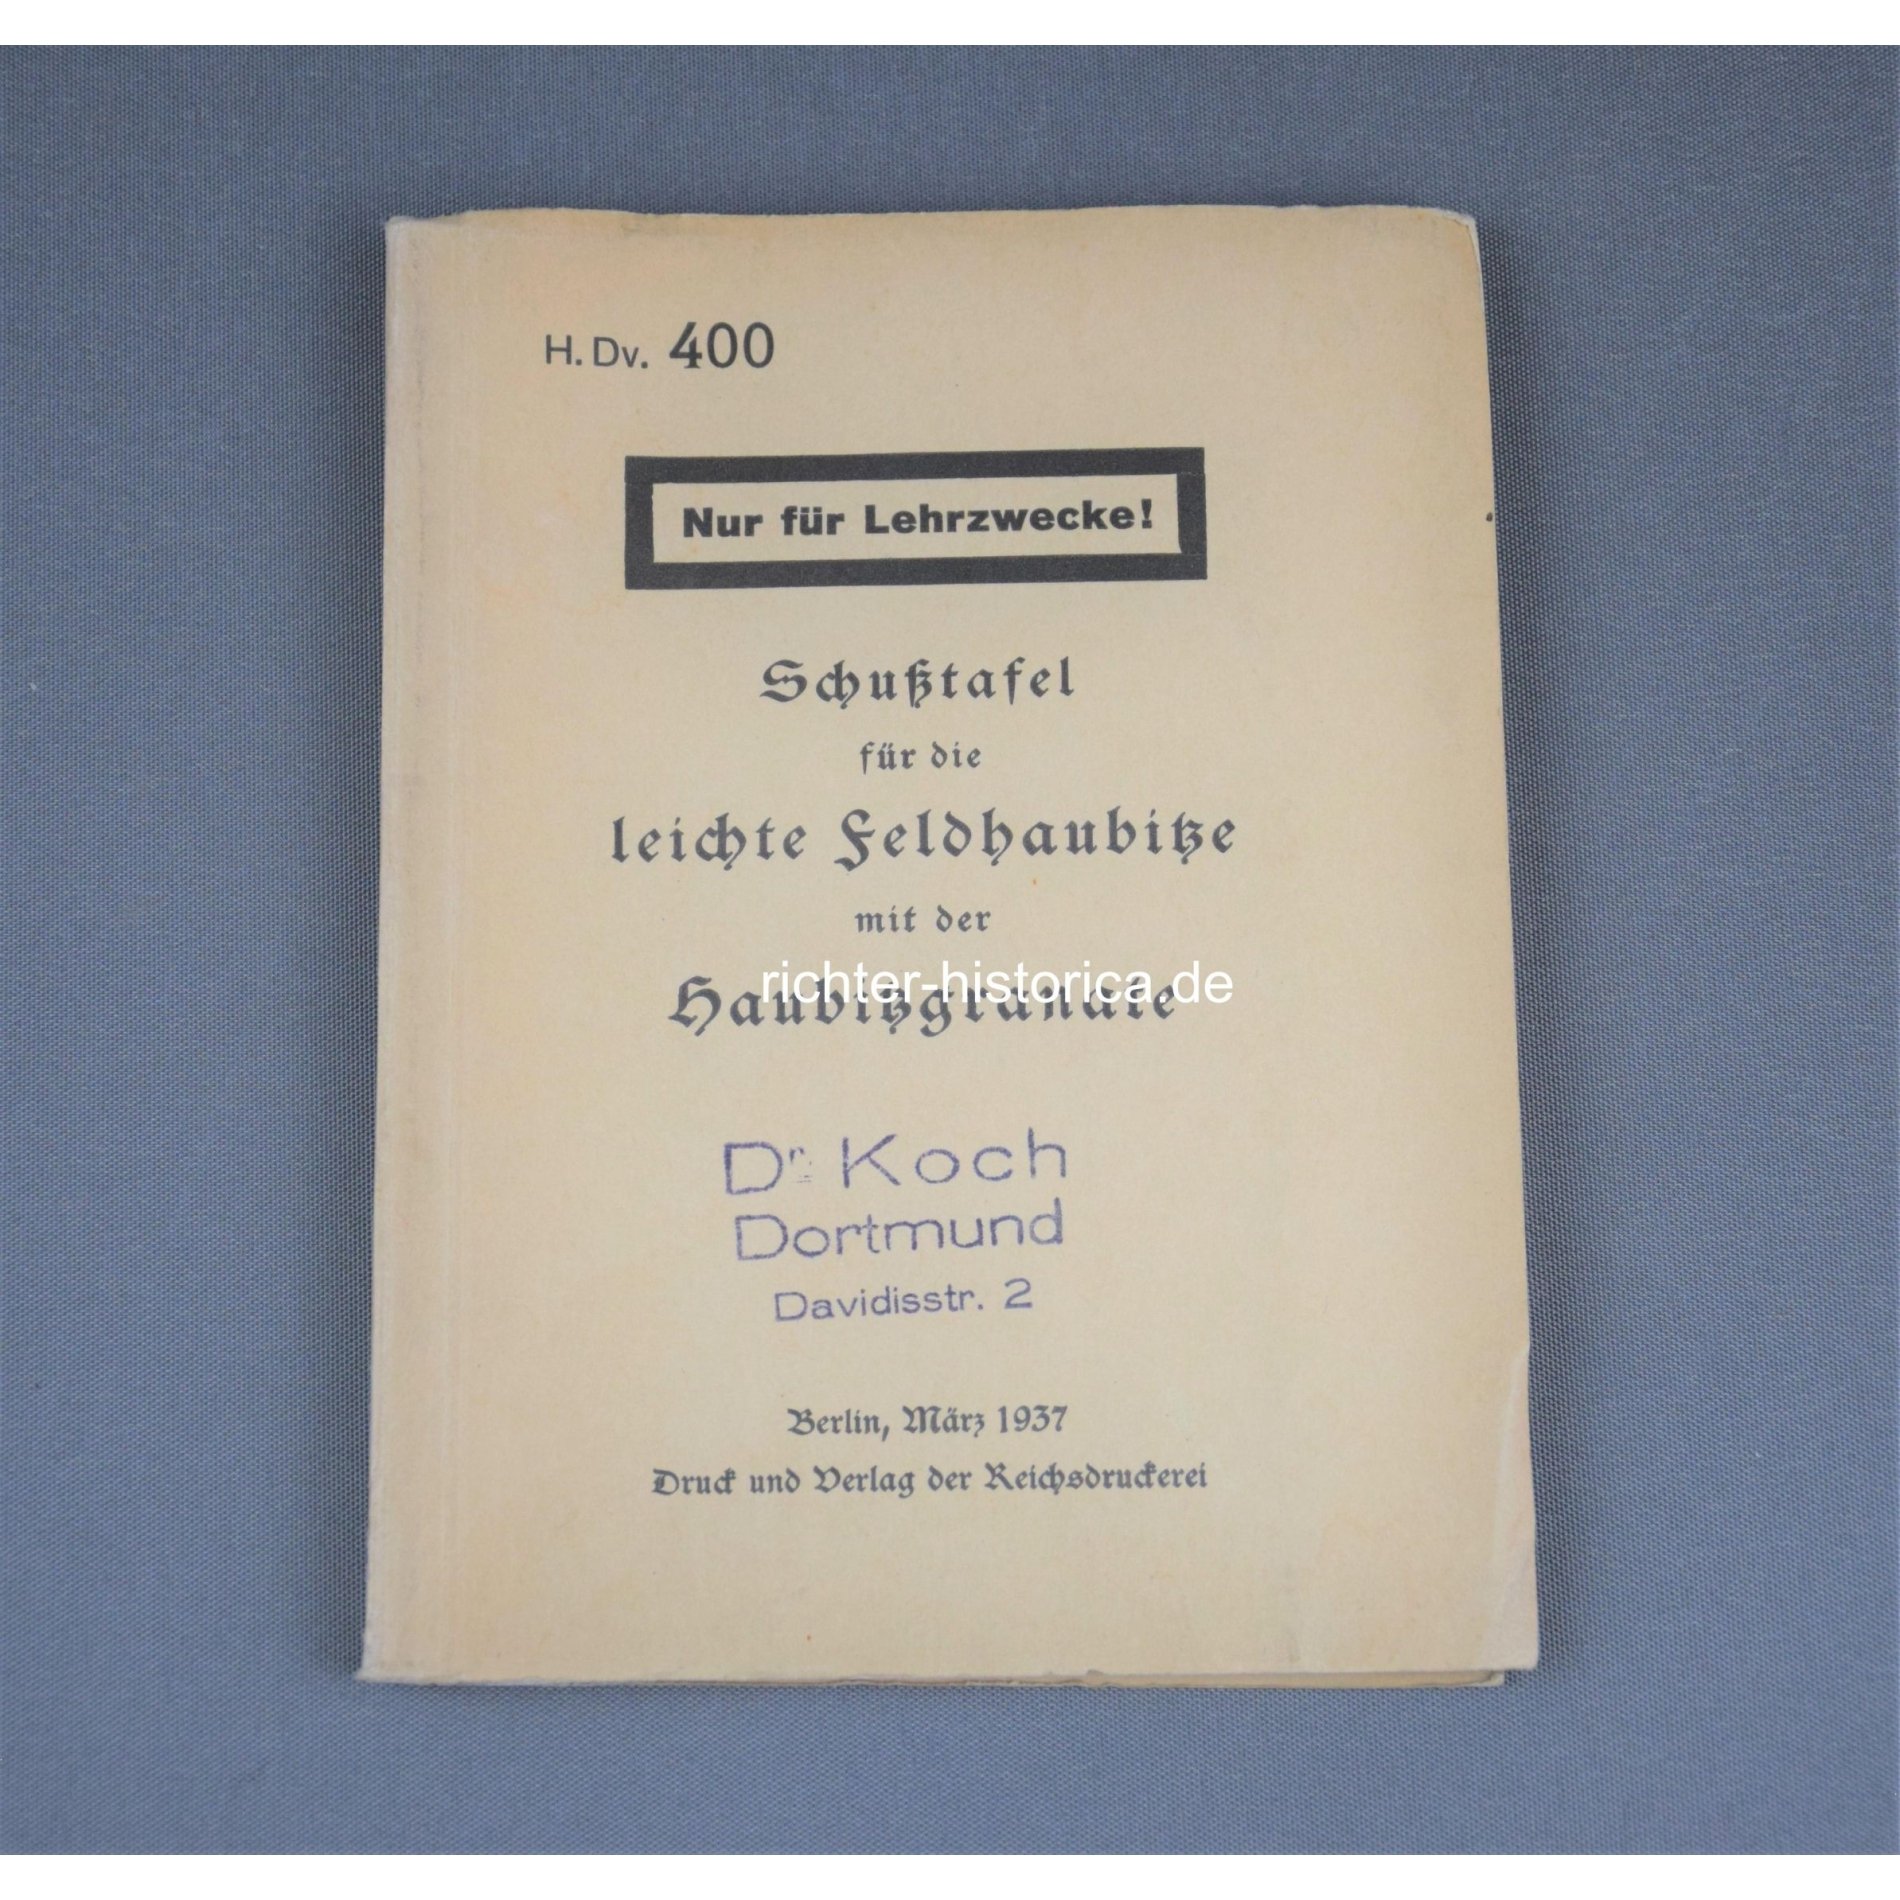 H. Dv. 400
Nur für Lehrzwecke!
Schußtafel
für die
leichte Feldhaubitze
mit der
Haubitzgranate
richter-historica.de
Dr Koch
Dortmund
Davidisstr. 2
Berlin, März 1937
Druck und Verlag der Reichsdruckerei